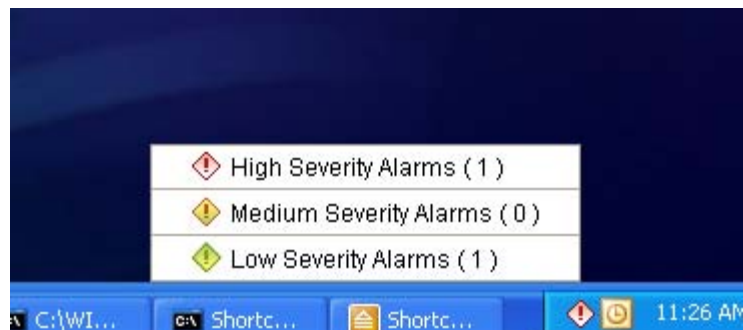 High Severity Alarms ( 1 )
Medium Severity Alarms ( 0 )
Low Severity Alarms ( 1 )
C:\WI... Shortc... Shortc... 11:26 AM